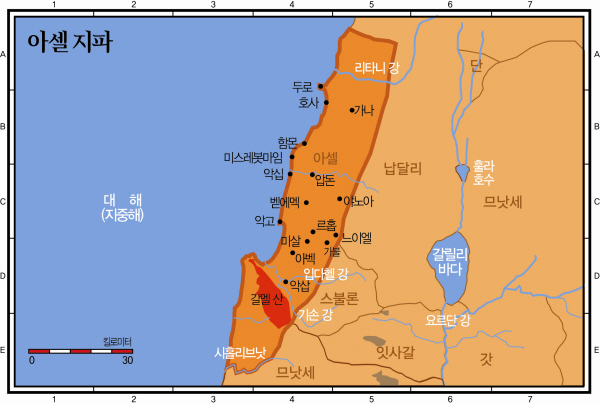 1 2 3 4 5 6 7
아셀 지파
A
단
리타니 강
두로
호사
가나
B
함몬
미스레봇마임
아셀
훌라
호수
악십
압돈
납달리
C
대 해
(지중해)
벧에멕
야노아
므낫세
악고
르홉
미살
느이엘
가불
갈릴리
바다
아벡
D
입다헬 강
악삽
갈멜 산
스불론
기손 강
요르단 강
킬로미터
0 30
E
시홀리브낫
잇사갈
갓
므낫세
1 2 3 4 5 6 7
A
B
C
D
E